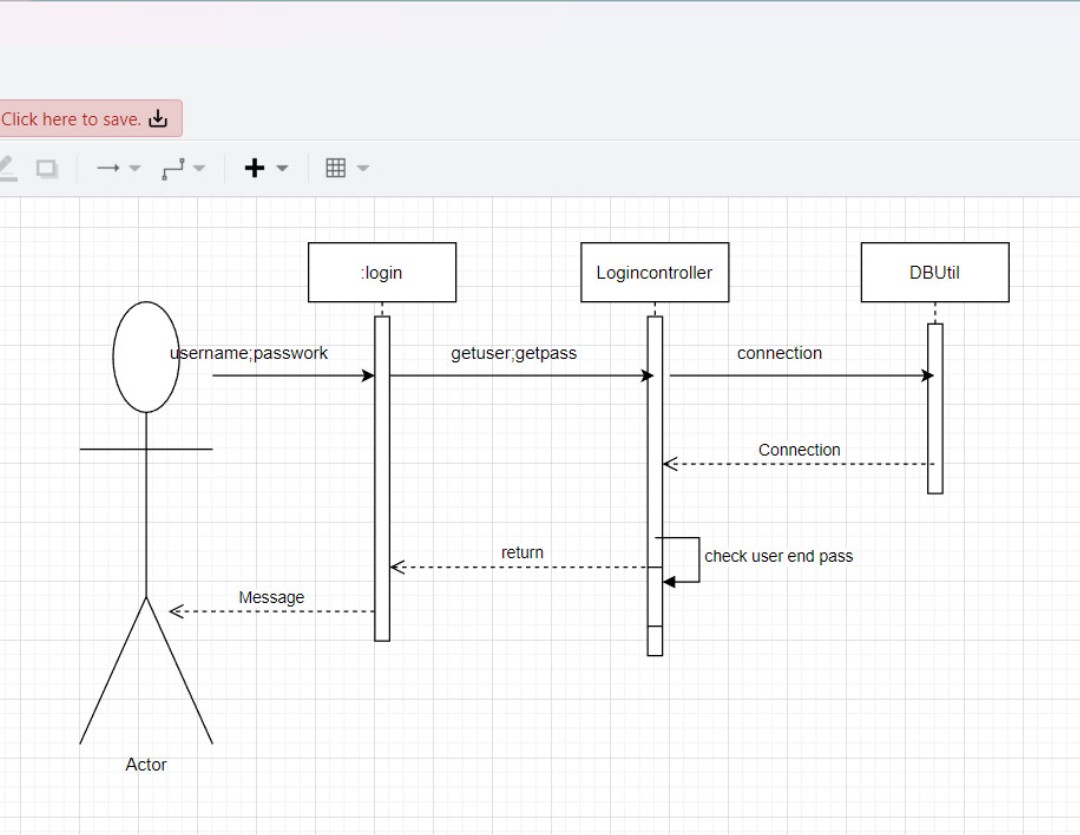 Click here to save.
:login
Logincontroller
DBUtil
username;passwork
getuser;getpass
connection
Connection
return
check user end pass
Message
Actor